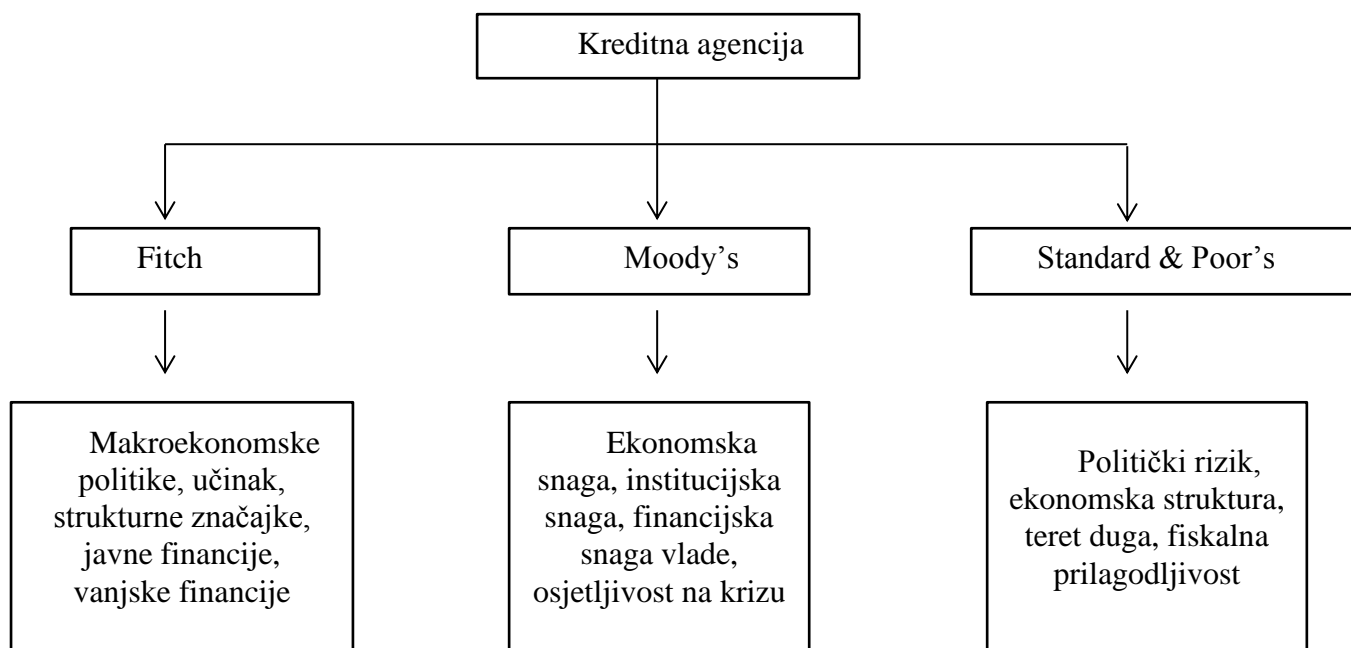 Kreditna agencija
Fitch
Moody's
Standard & Poor's
Makroekonomske
politike, učinak,
strukturne značajke,
javne financije,
vanjske financije
Ekonomska
snaga, institucijska
snaga, financijska
snaga vlade,
osjetljivost na krizu
Politički rizik,
ekonomska struktura,
teret duga, fiskalna
prilagodljivost